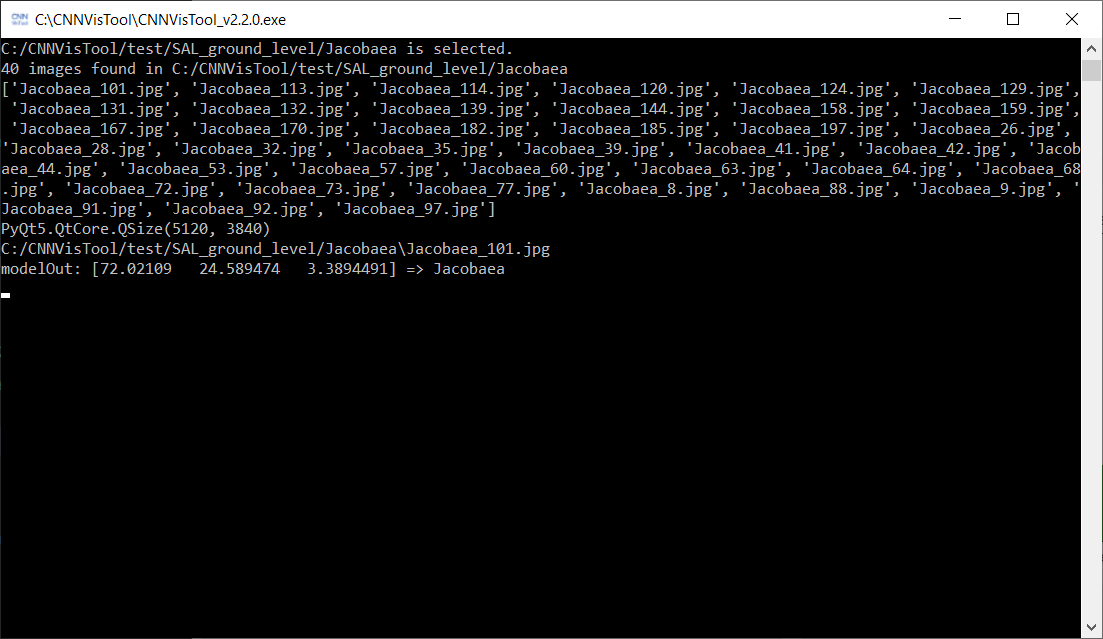 C:\CNNVisTool\CNNVisTool_v2.2.0.exe
C:/CNNVisTool/test/SAL_ground_level/Jacobaea is selected.
40 images found in C:/CNNVisTool/test/SAL_ground_level/Jacobaea
['Jacobaea_101.jpg', 'Jacobaea_113.jpg', 'Jacobaea_114.jpg', 'Jacobaea_120.jpg', 'Jacobaea_124.jpg', 'Jacobaea_129.jpg',
'Jacobaea_131.jpg', 'Jacobaea_132.jpg', 'Jacobaea_139.jpg', 'Jacobaea_144.jpg', 'Jacobaea_158.jpg', 'Jacobaea_159.jpg',
'Jacobaea_167.jpg', 'Jacobaea_170.jpg', 'Jacobaea_182.jpg', 'Jacobaea_185.jpg', 'Jacobaea_197.jpg', 'Jacobaea_26.jpg',
'Jacobaea_28.jpg', 'Jacobaea_32.jpg', 'Jacobaea_35.jpg', 'Jacobaea_39.jpg', 'Jacobaea_41.jpg', 'Jacobaea_42.jpg', 'Jacob
aea_44.jpg', 'Jacobaea_53.jpg', 'Jacobaea_57.jpg', 'Jacobaea_60.jpg', 'Jacobaea_63.jpg', 'Jacobaea_64.jpg', 'Jacobaea_68
.jpg', 'Jacobaea_72.jpg', 'Jacobaea_73.jpg', 'Jacobaea_77.jpg', 'Jacobaea_8.jpg', 'Jacobaea_88.jpg', 'Jacobaea_9.jpg', '
Jacobaea_91.jpg', 'Jacobaea_92.jpg', 'Jacobaea_97.jpg']
PyQt5.QtCore.QSize(5120, 3840)
C:/CNNVisTool/test/SAL_ground_level/Jacobaea\Jacobaea_101.jpg
modelOut: [72.02109   24.589474   3.3894491] => Jacobaea